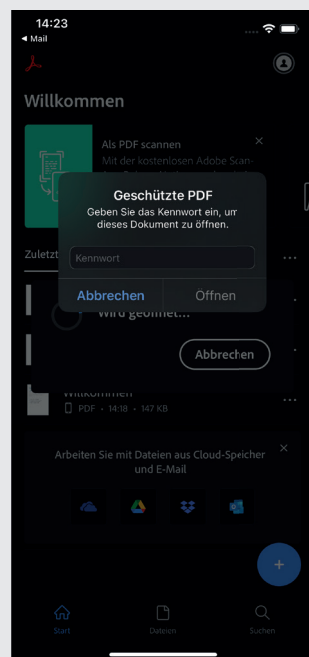 14:23
◀ Mail
Willkommen
Als PDF scannen
Mit der kostenlosen Adobe Scan-
Geschützte PDF
Geben Sie das Kennwort ein, um
dieses Dokument zu öffnen.
Zuletzt
Kennwort
Abbrechen
Öffnen
Wird geöffnet...
Abbrechen
Willkommen
PDF • 14:18 • 147 KB
Arbeiten Sie mit Dateien aus Cloud-Speicher
und E-Mail
Start
Dateien
Suchen